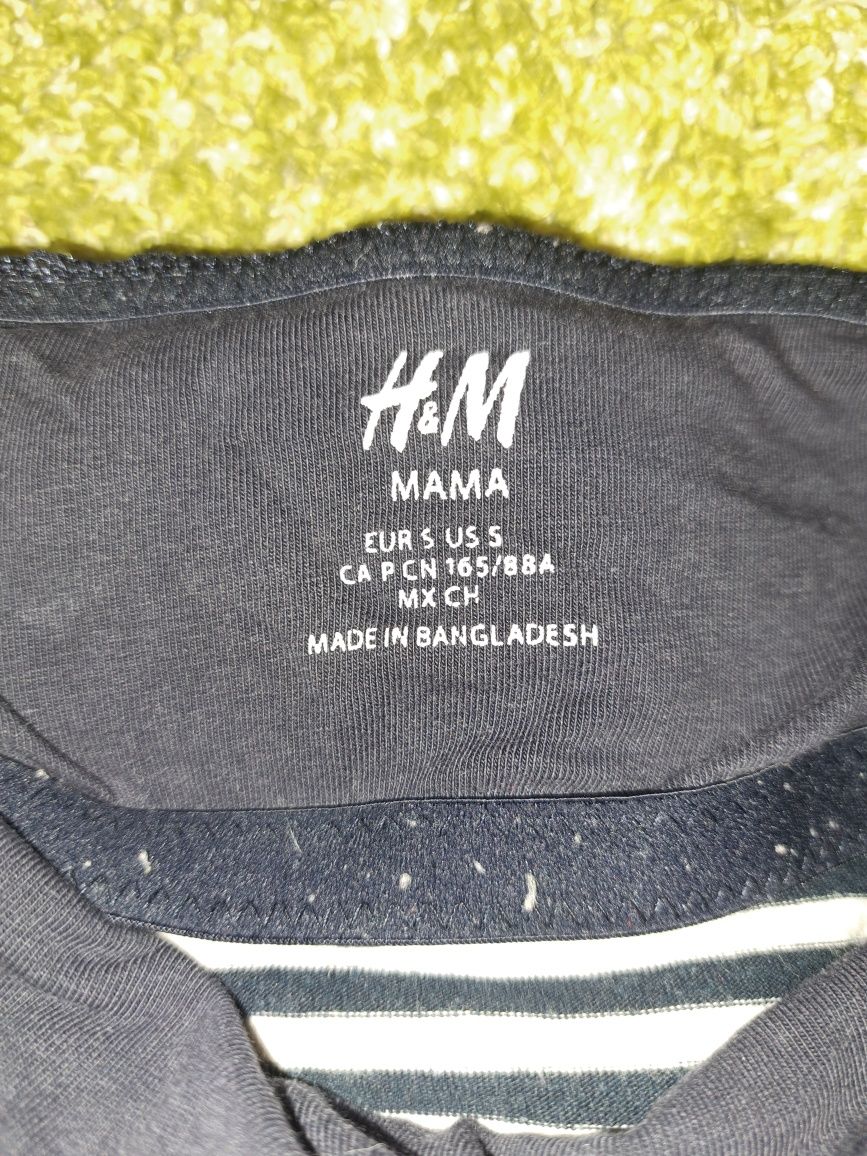 H&M
MAMA
EUR S US S
CA P CN 165/88A
MX CH
MADE IN BANGLADESH